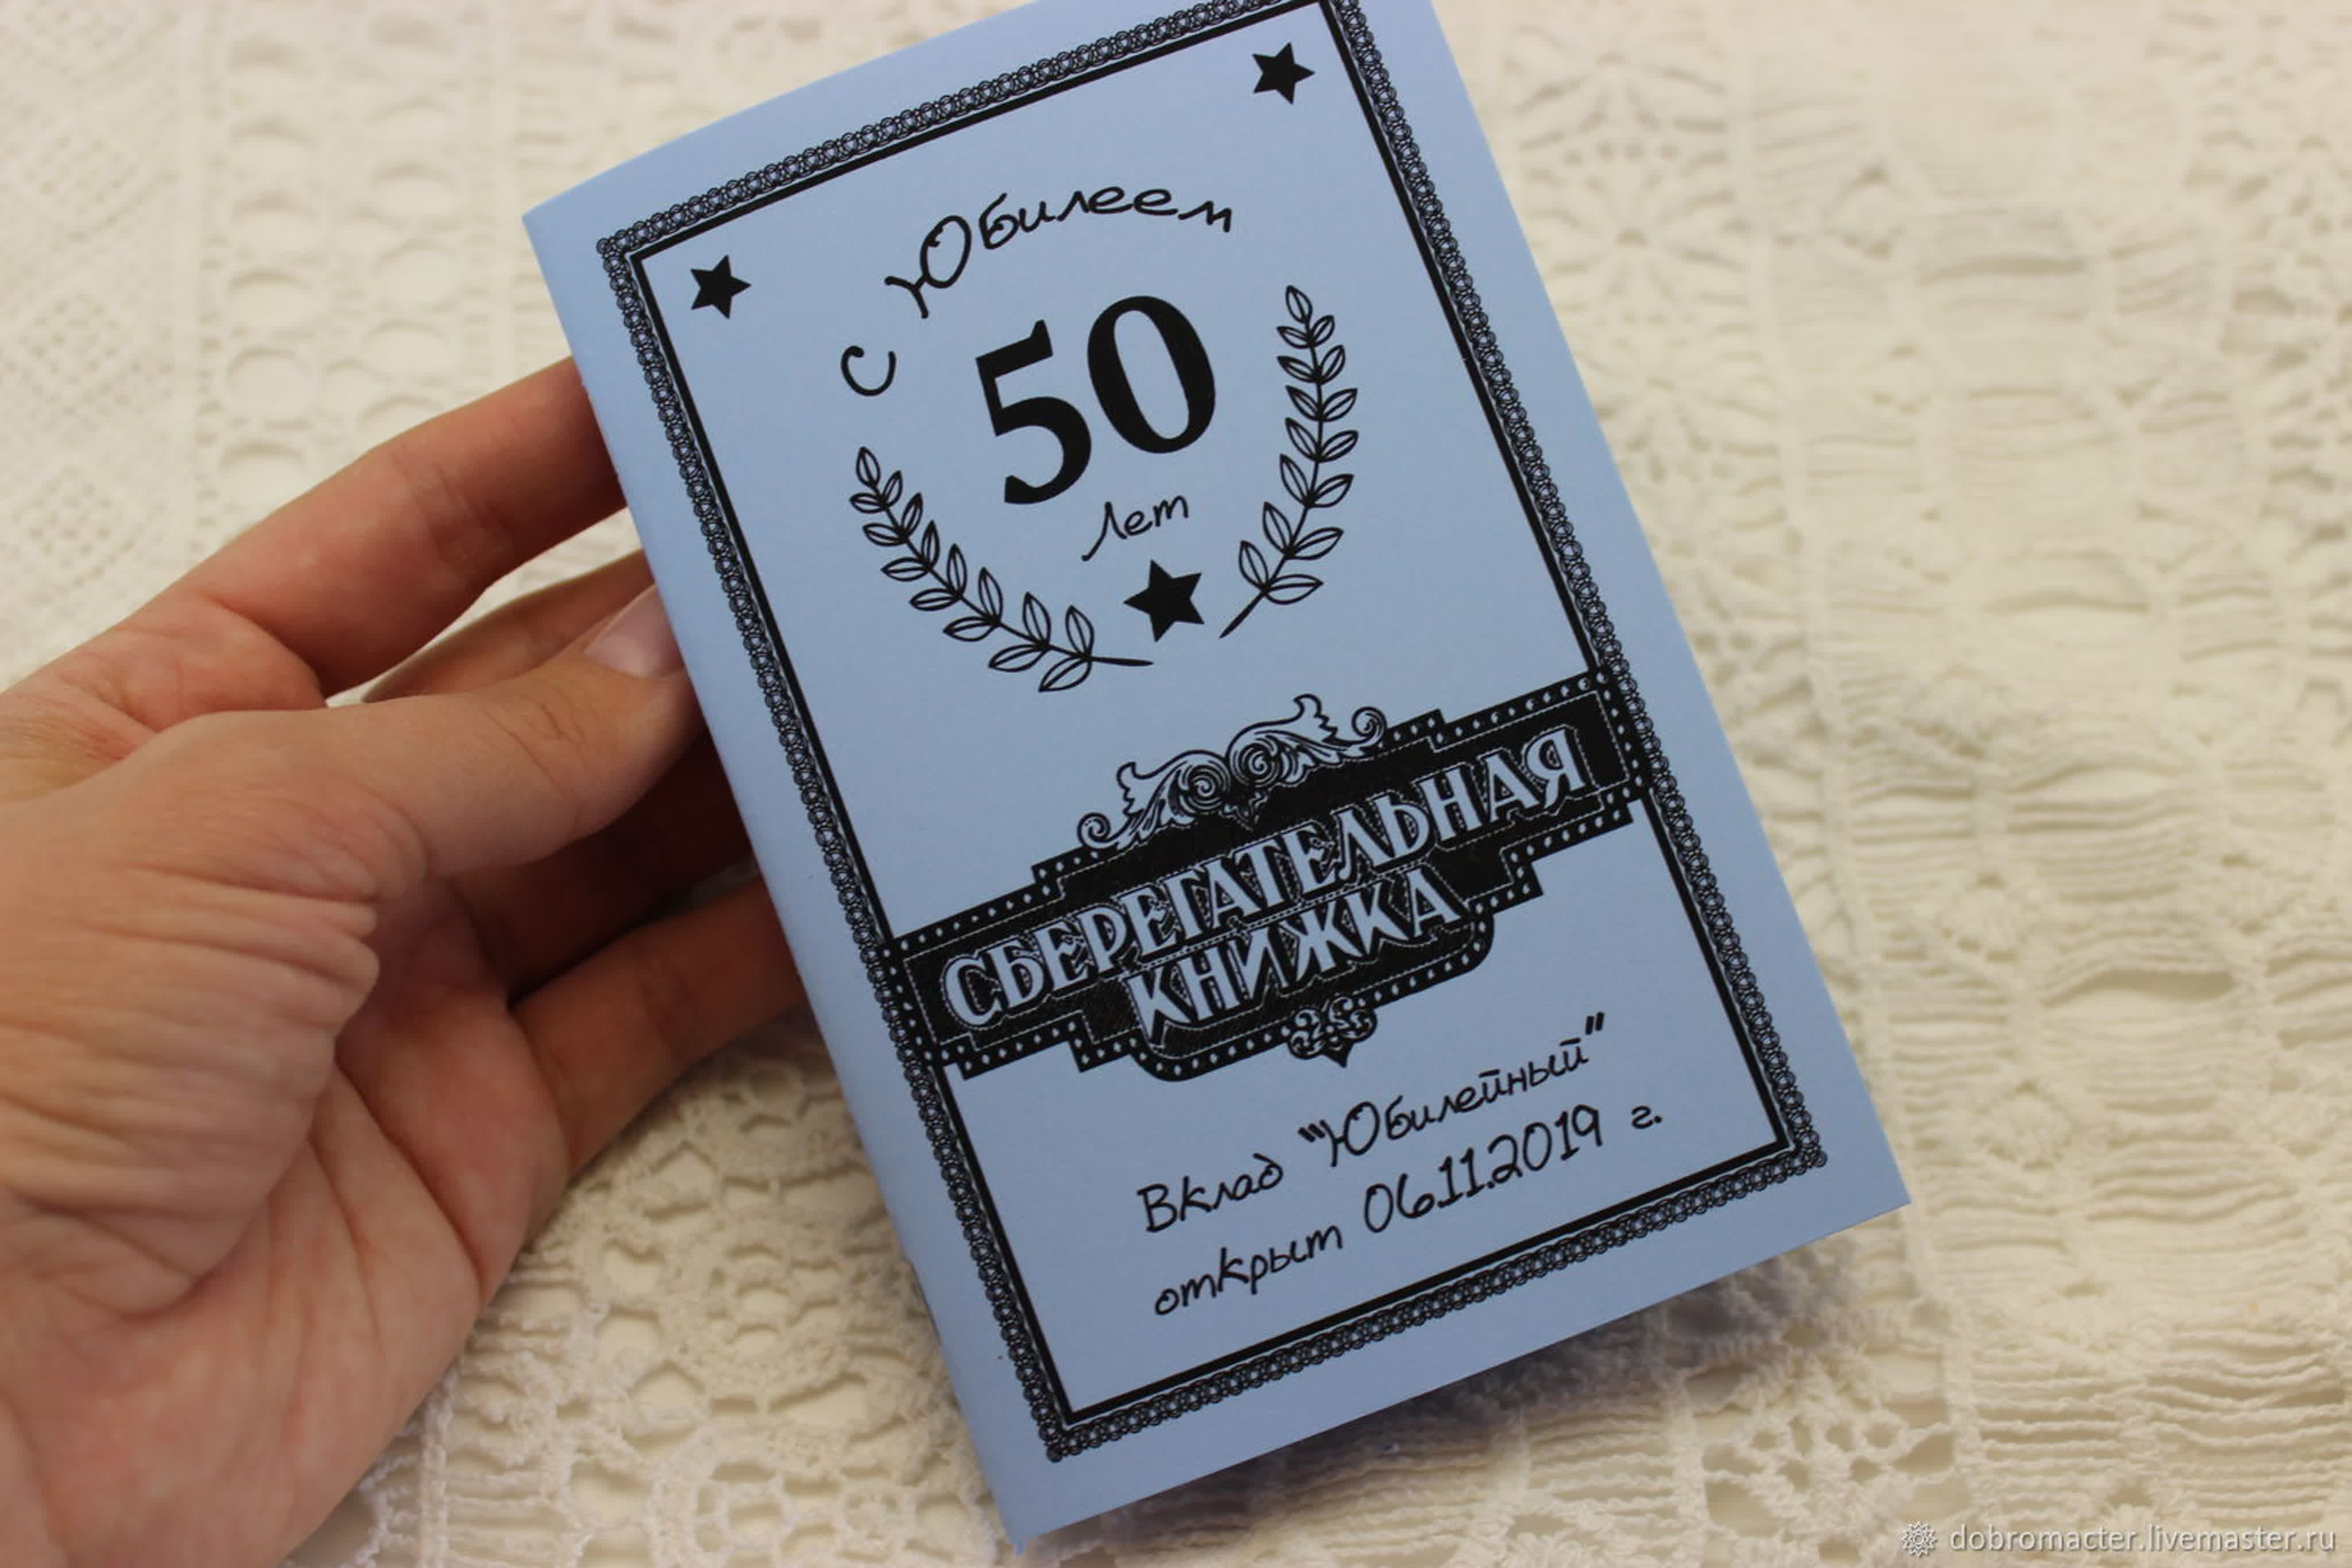 С Юбилеем
50
Лет
СБЕРЕГАТЕЛЬНАЯ
КНИЖКА
Вклад "Юбилейный"
открыт 06.11.2019 г.
dobromacter.livemaster.ru